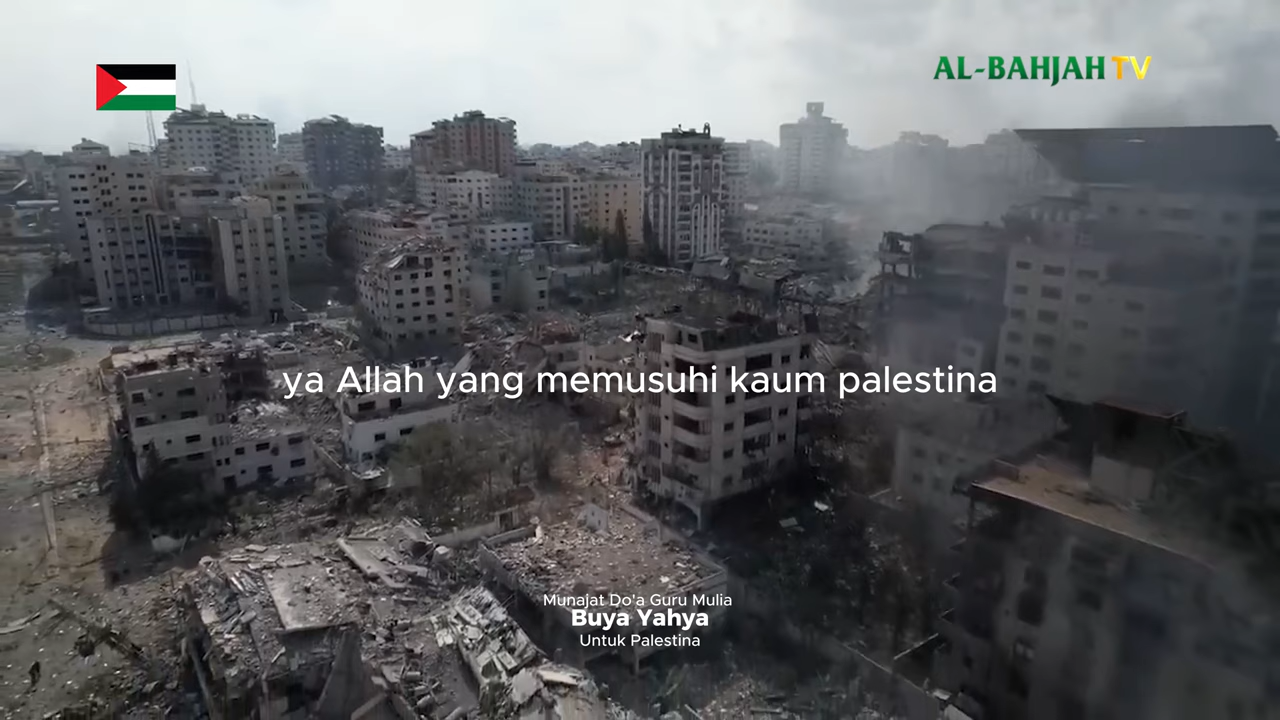 AL-BAHJAH TV
ya Allah yang memusuhi kaum palestina
Munajat Do'a Guru Mulia
Buya Yahya
Untuk Palestina